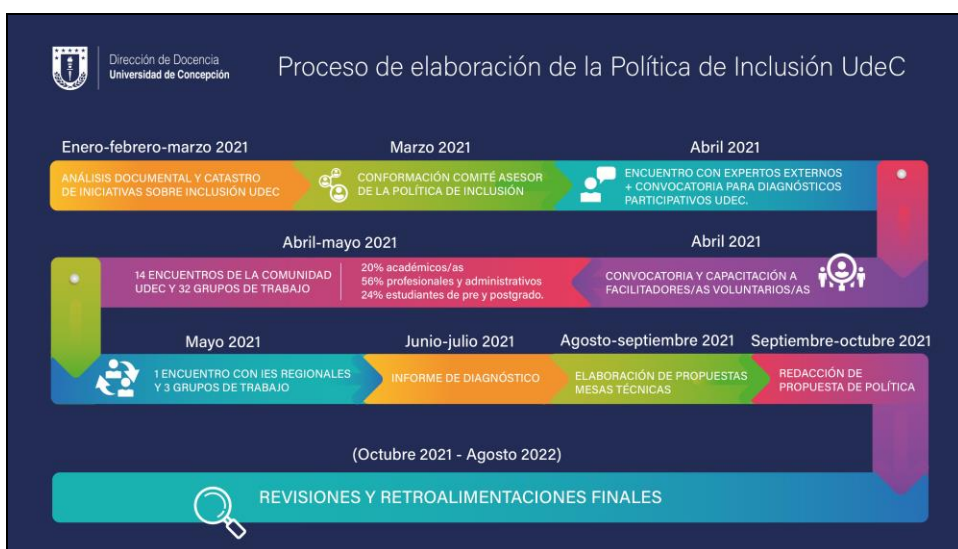 Dirección de Docencia
Universidad de Concepción
Proceso de elaboración de la Política de Inclusión UdeC
Enero-febrero-marzo 2021
ANÁLISIS DOCUMENTAL Y CATASTRO
DE INICIATIVAS SOBRE INCLUSIÓN UDEC
Marzo 2021
CONFORMACIÓN COMITÉ ASESOR
DE LA POLÍTICA DE INCLUSIÓN
Abril 2021
ENCUENTRO CON EXPERTOS EXTERNOS
+ CONVOCATORIA PARA DIAGNÓSTICOS
PARTICIPATIVOS UDEC.
Abril 2021
CONVOCATORIA Y CAPACITACIÓN A
FACILITADORES/AS VOLUNTARIOS/AS
Abril-mayo 2021
14 ENCUENTROS DE LA COMUNIDAD
UDEC Y 32 GRUPOS DE TRABAJO
20% académicos/as
56% profesionales y administrativos
24% estudiantes de pre y postgrado.
Mayo 2021
1 ENCUENTRO CON IES REGIONALES
Y 3 GRUPOS DE TRABAJO
Junio-julio 2021
INFORME DE DIAGNÓSTICO
Agosto-septiembre 2021
ELABORACIÓN DE PROPUESTAS
MESAS TÉCNICAS
Septiembre-octubre 2021
REDACCIÓN DE
PROPUESTA DE POLÍTICA
(Octubre 2021 - Agosto 2022)
REVISIONES Y RETROALIMENTACIONES FINALES